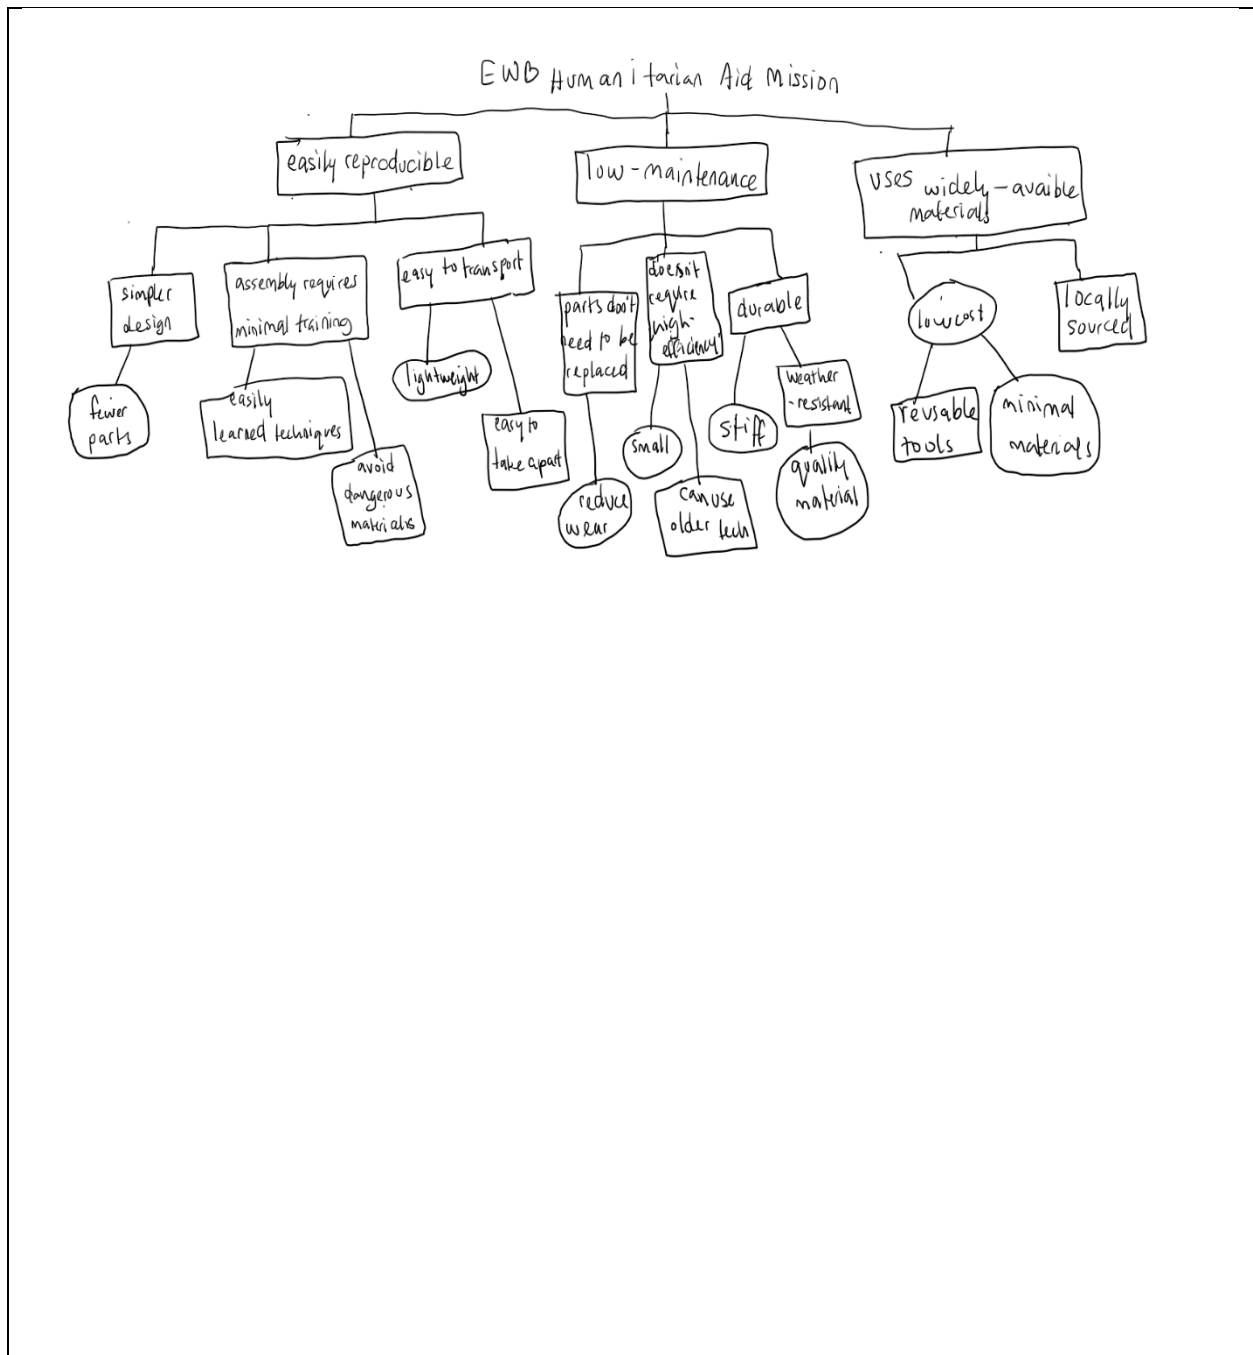 EWB Humanitarian Aid Mission
easily reproducible
low-maintenance
uses widely-avaible
materials
simpler
design
assembly requires
minimal training
easy to transport
parts don't
need to be
replaced
doesn't
require
high-
efficiency
durable
lowcost
locally
sourced
fewer
parts
easily
learned techniques
avoid
dangerous
materials
lightweight
easy to
take apart
reduce
wear
small
can use
older tech
stiff
weather
-resistant
quality
material
reusable
tools
minimal
materials